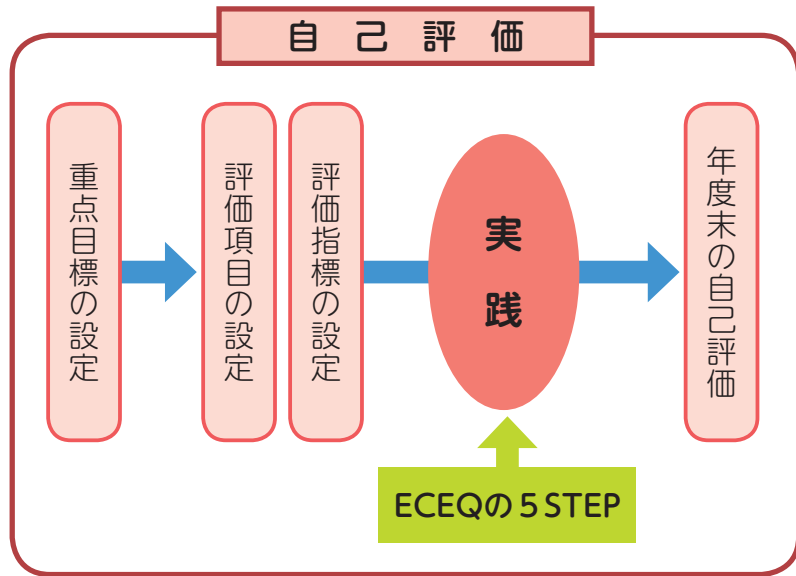 自己評価
重点目標の設定
評価項目の設定
評価指標の設定
実践
年度末の自己評価
ECEQの5STEP